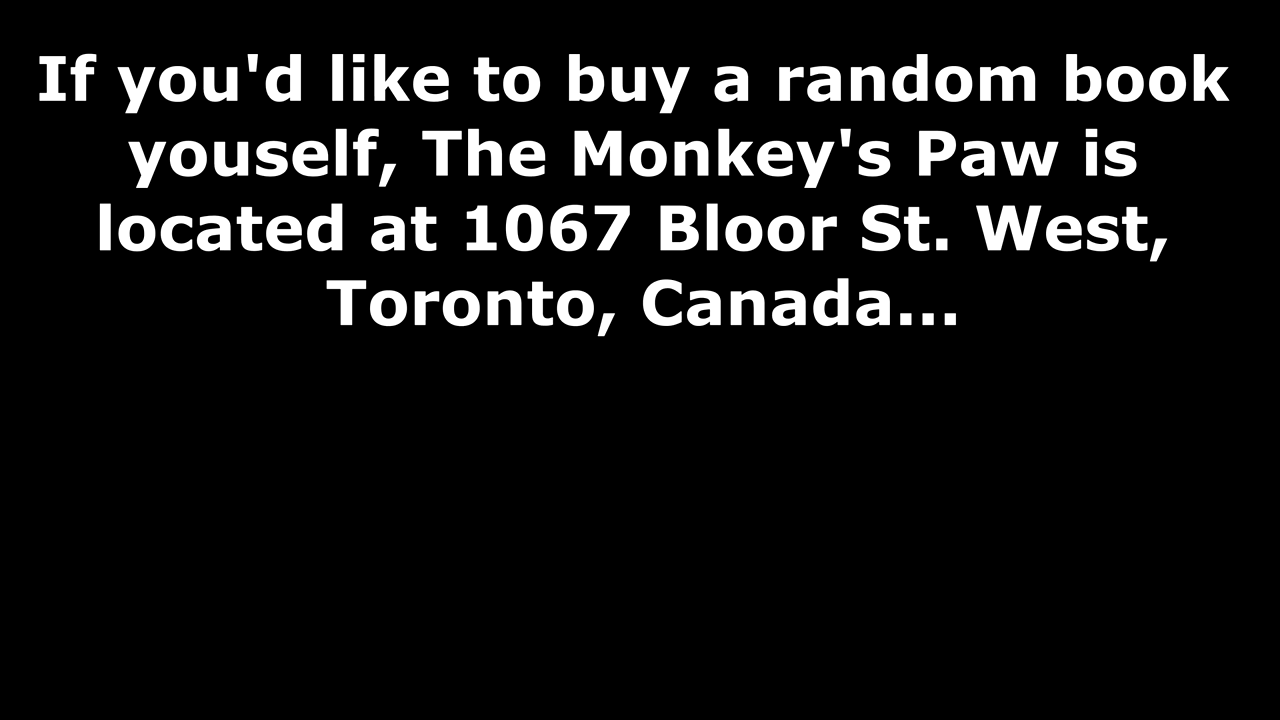 If you'd like to buy a random book
youself, The Monkey's Paw is
located at 1067 Bloor St. West,
Toronto, Canada...